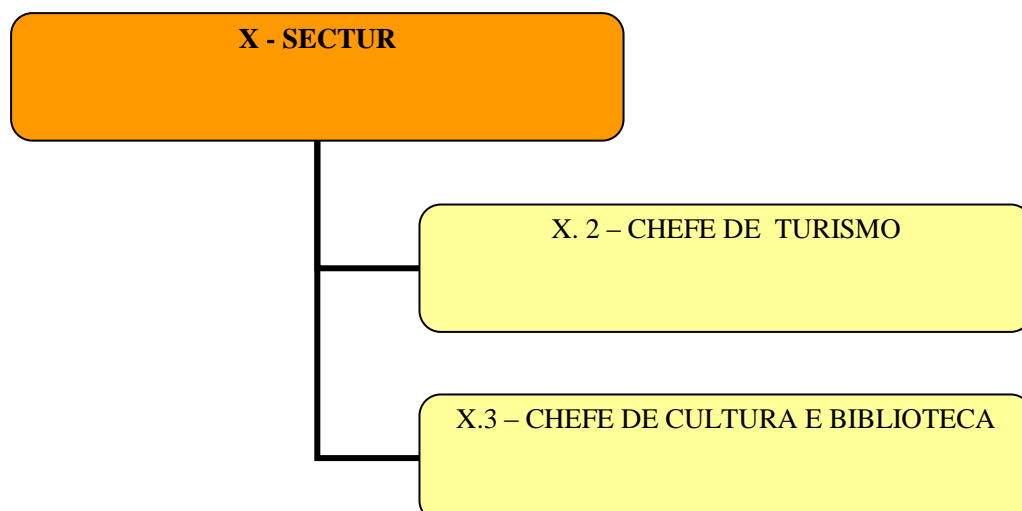 X - SECTUR
X. 2 – CHEFE DE TURISMO
X.3 – CHEFE DE CULTURA E BIBLIOTECA